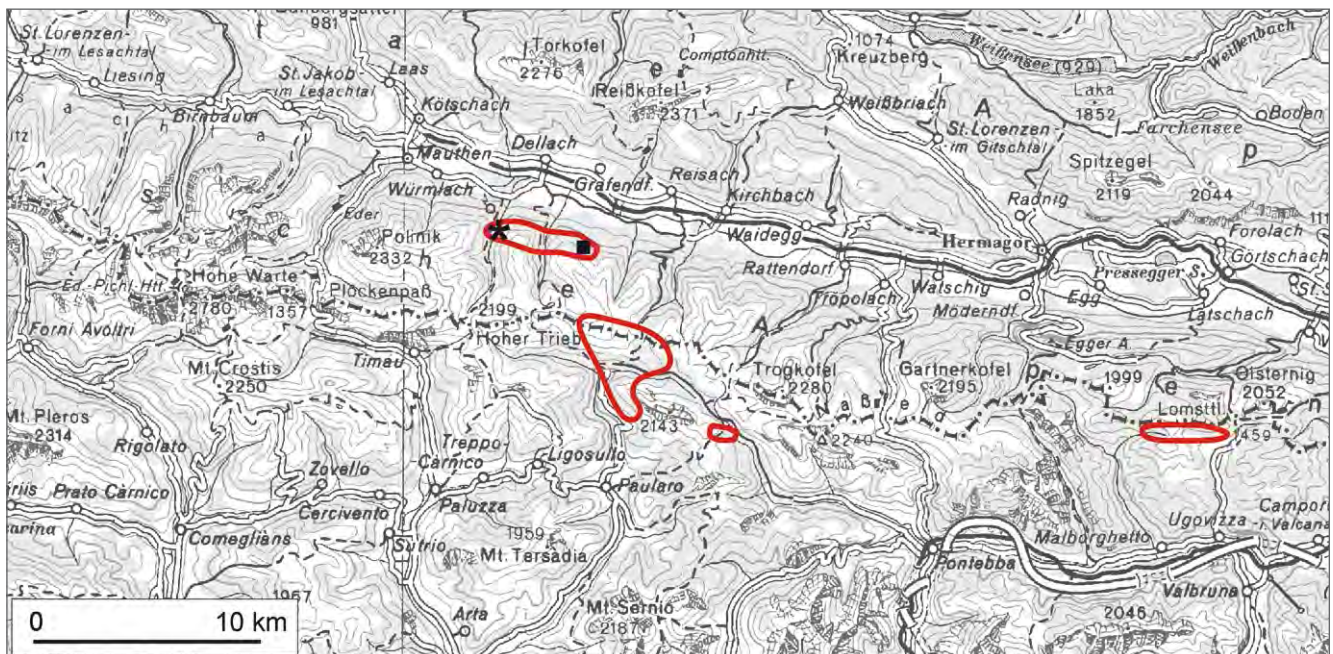 981
St. Lorenzen-
im Lesachtal
Liesing
St. Jakob
im Lesachtal
Laas
Birnbaum
Kötschach
Mauthen
Torkofel
2276
Reißkofel
2371
Comptonhtt.
1074
Kreuzberg
Weißensee (929)
Weißenbach
Laka
1852
Farchensee
Boden
Weißbriach
St. Lorenzen-
im Gitschtal
Spitzegel
2119
2044
Dellach
Würmlach
Grafendf.
Reisach
Kirchbach
Radnig
Waidegg
Hermagor
Forolach
Görtschach
Rattendorf
Tröpolach
Watschig
Möderndf.
Pressegger S.
Egg
Latschach
Egger A
Eder
Polinik
2332
Hohe Warte
Ed.-Pichl-Htt.
2780
1357
Plöckenpaß
2199
Hoher Trieb
Timau
Forni Avoltri
Mt. Crostis
2250
Mt. Pleros
2314
Rigolato
Trogkofel
2280
Gartnerkofel
2195
Naßfeld
2240
1999
Oisternig
2052
Lomsttl.
1459
2143
Treppo-
Carnico
Ligosullo
Zovello
Paularo
Paluzza
Prato Càrnico
Cercivento
Comeglians
Sutrio
1959
Mt. Tersadia
Arta
Mt. Sernio
2187
Pontebba
Malborghetto
Ugovizza
Valbruna
2046
0 10 km